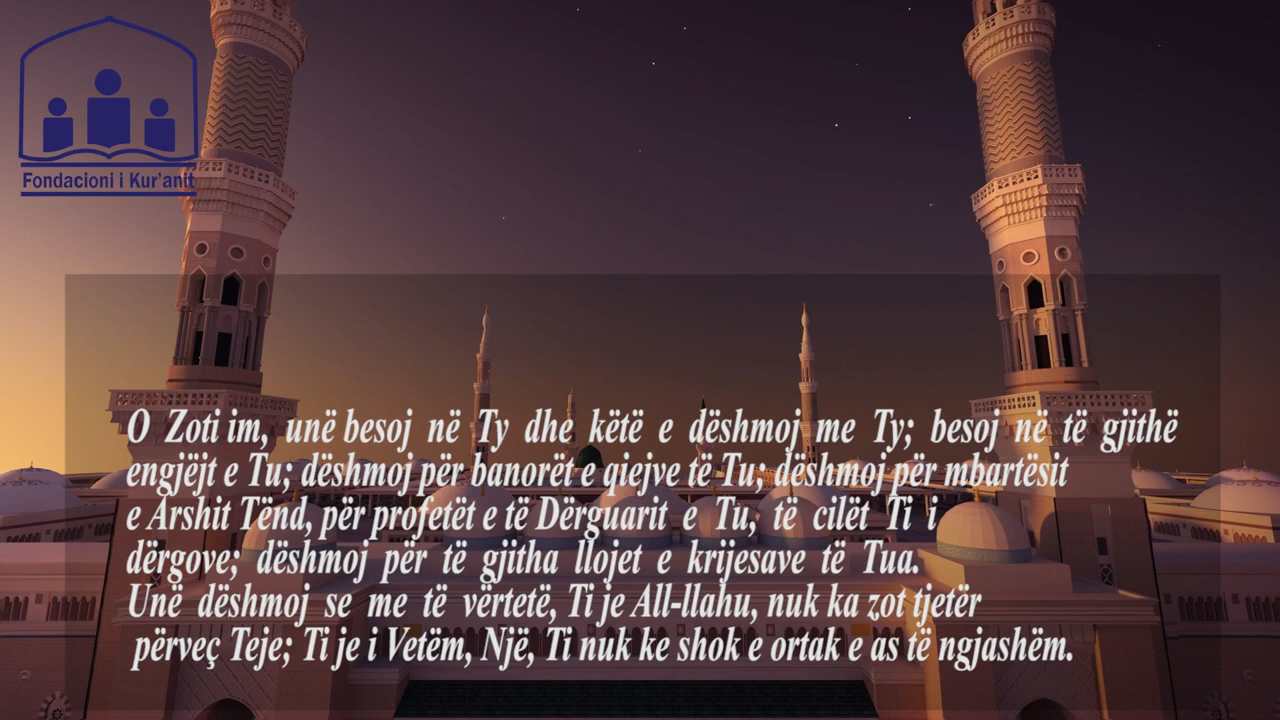 Fondacioni i Kur'anit
O Zoti im, unë besoj në Ty dhe këtë e dëshmoj me Ty; besoj në të gjithë
engjëjt e Tu; dëshmoj për banorët e qiejve të Tu; dëshmoj për mbartësit
e Arshit Tënd, për profetët e të Dërguarit e Tu, të cilët Ti i
dërgove; dëshmoj për të gjitha llojet e krijesave të Tua.
Unë dëshmoj se me të vërtetë, Ti je All-llahu, nuk ka zot tjetër
përveç Teje; Ti je i Vetëm, Një, Ti nuk ke shok e ortak e as të ngjashëm.